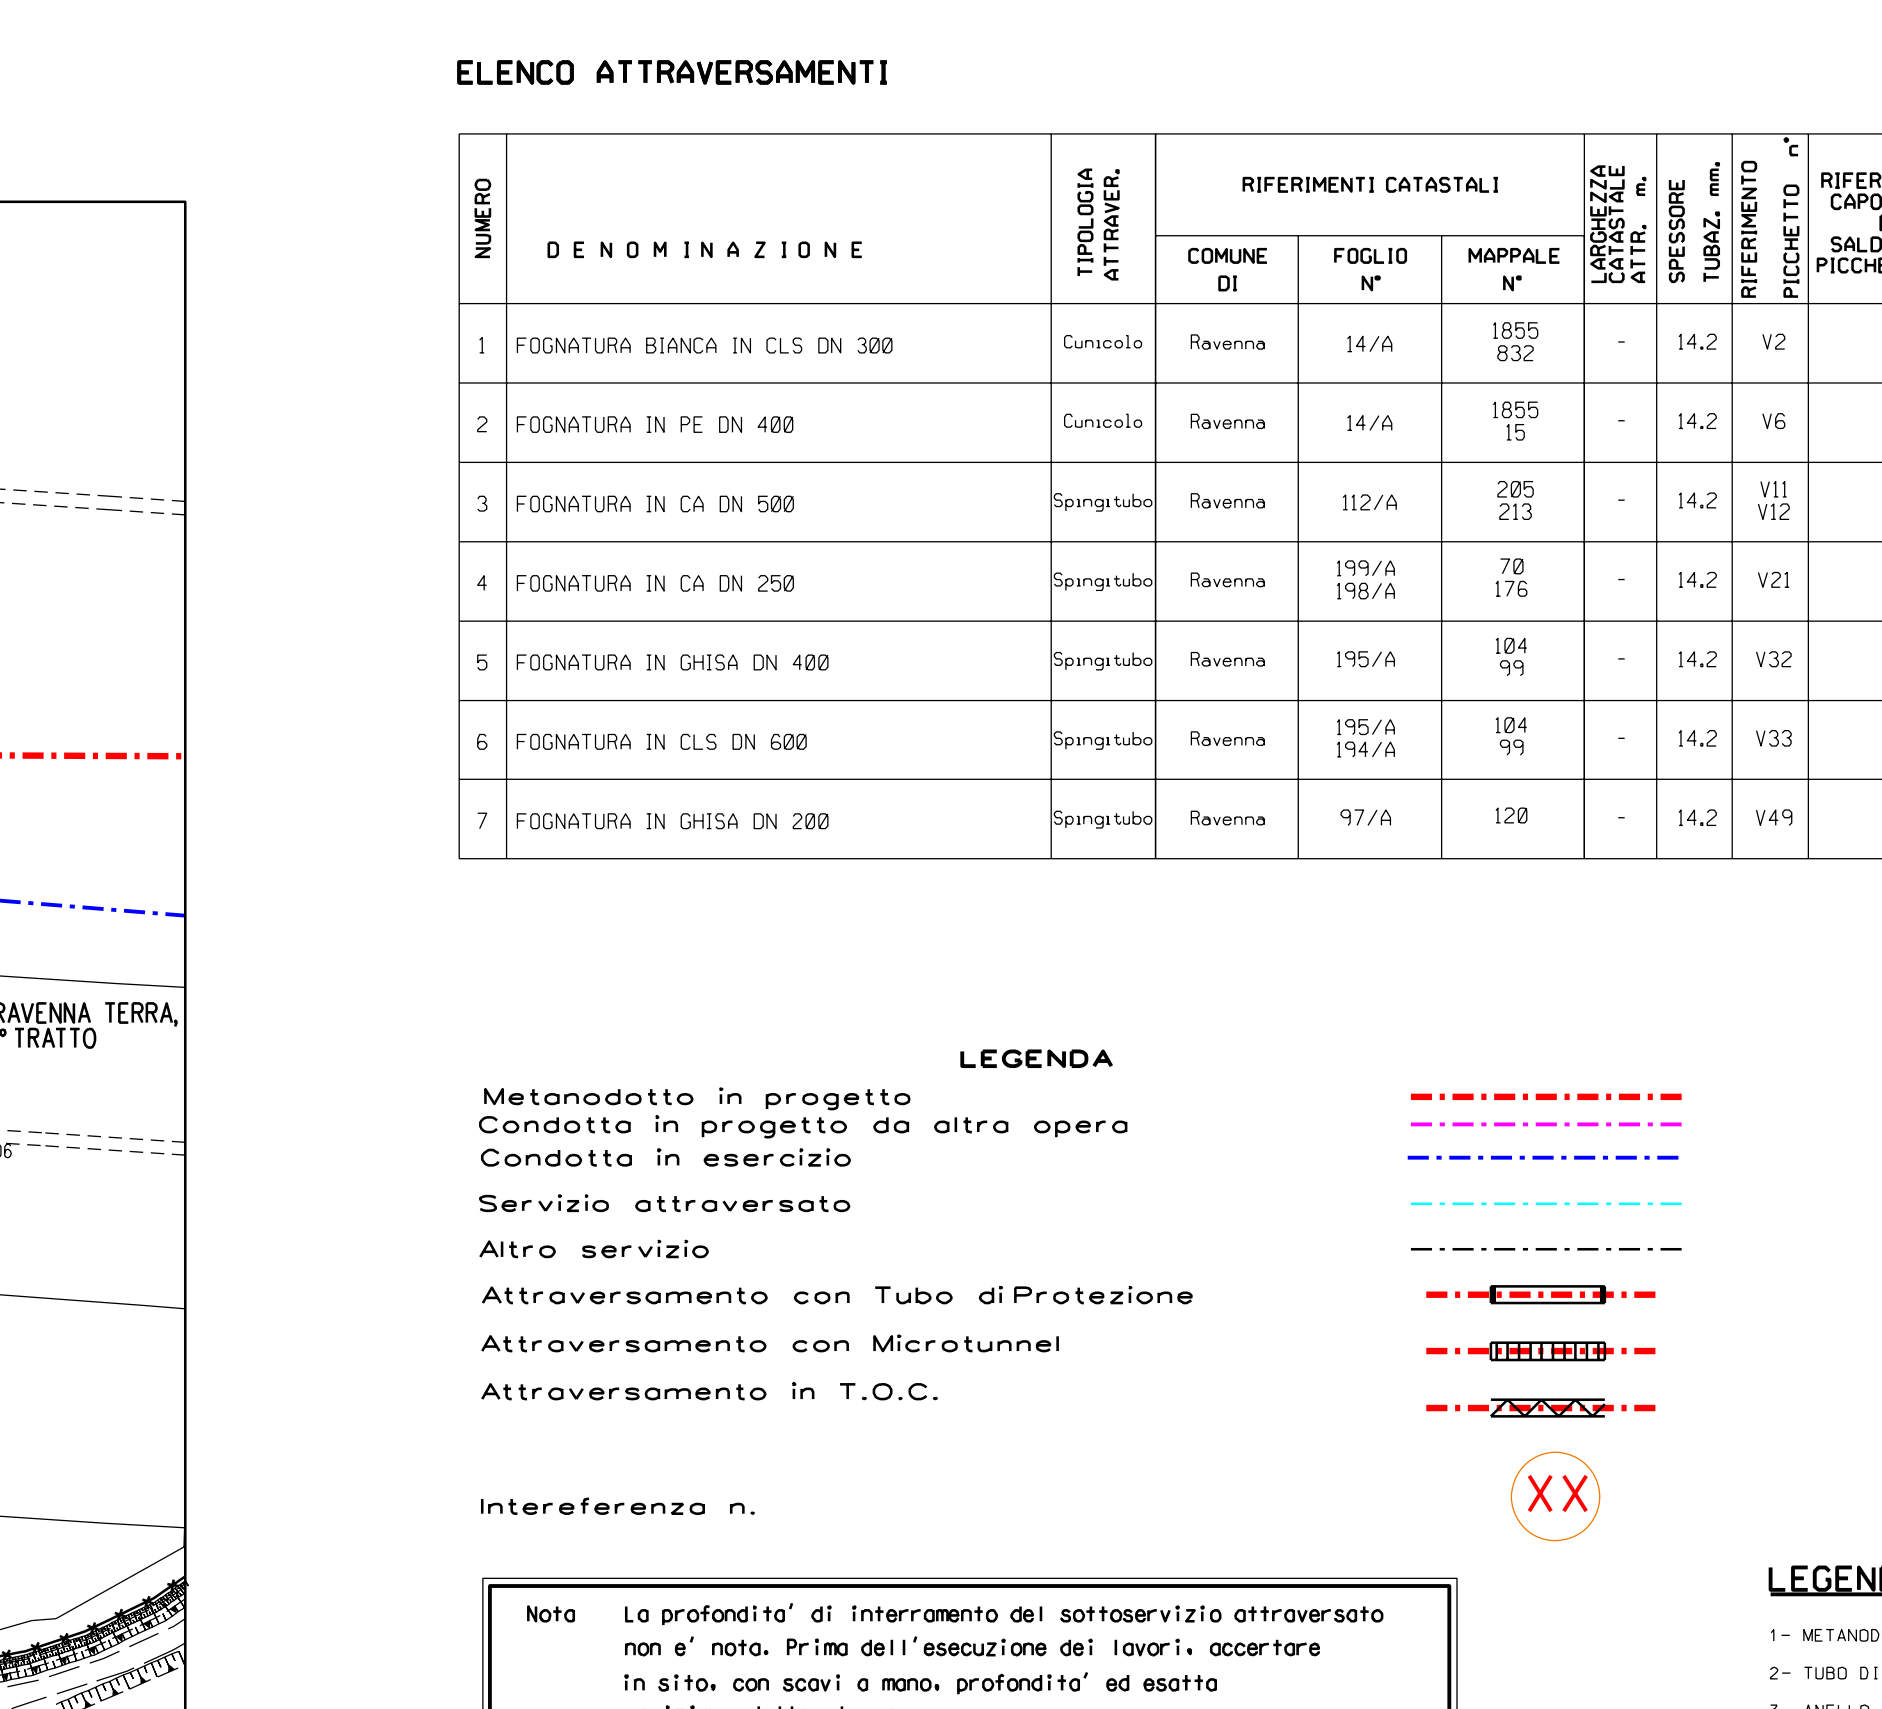 ELENCO ATTRAVERSAMENTI
NUMERO
DENOMINAZIONE
TIPOLOGIA
ATTRAVER.
RIFERIMENTI CATASTALI
COMUNE
DI
FOGLIO
N°
MAPPALE
N°
LARGHEZZA
CATASTALE
ATTR. m.
SPESSORE
TUBAZ. mm.
RIFERIMENTO
PICCHETTO n°
1 FOGNATURA BIANCA IN CLS DN 300 Cunicolo Ravenna 14/A 1855 832 - 14.2 V2
2 FOGNATURA IN PE DN 400 Cunicolo Ravenna 14/A 1855 15 - 14.2 V6
3 FOGNATURA IN CA DN 500 Spingitubo Ravenna 112/A 205 213 - 14.2 V11 V12
4 FOGNATURA IN CA DN 250 Spingitubo Ravenna 199/A 198/A 70 176 - 14.2 V21
5 FOGNATURA IN GHISA DN 400 Spingitubo Ravenna 195/A 104 99 - 14.2 V32
6 FOGNATURA IN CLS DN 600 Spingitubo Ravenna 195/A 194/A 104 99 - 14.2 V33
7 FOGNATURA IN GHISA DN 200 Spingitubo Ravenna 97/A 120 - 14.2 V49
RAVENNA TERRA,
° TRATTO
LEGENDA
Metanodotto in progetto
Condotta in progetto da altra opera
Condotta in esercizio
Servizio attraversato
Altro servizio
Attraversamento con Tubo di Protezione
Attraversamento con Microtunnel
Attraversamento in T.O.C.
Intereferenza n.
XX
Nota La profondita' di interramento del sottoservizio attraversato
non e' nota. Prima dell'esecuzione dei lavori, accertare
in sito, con scavi a mano, profondita' ed esatta
LEGEN
1- METANOD
2- TUBO DI